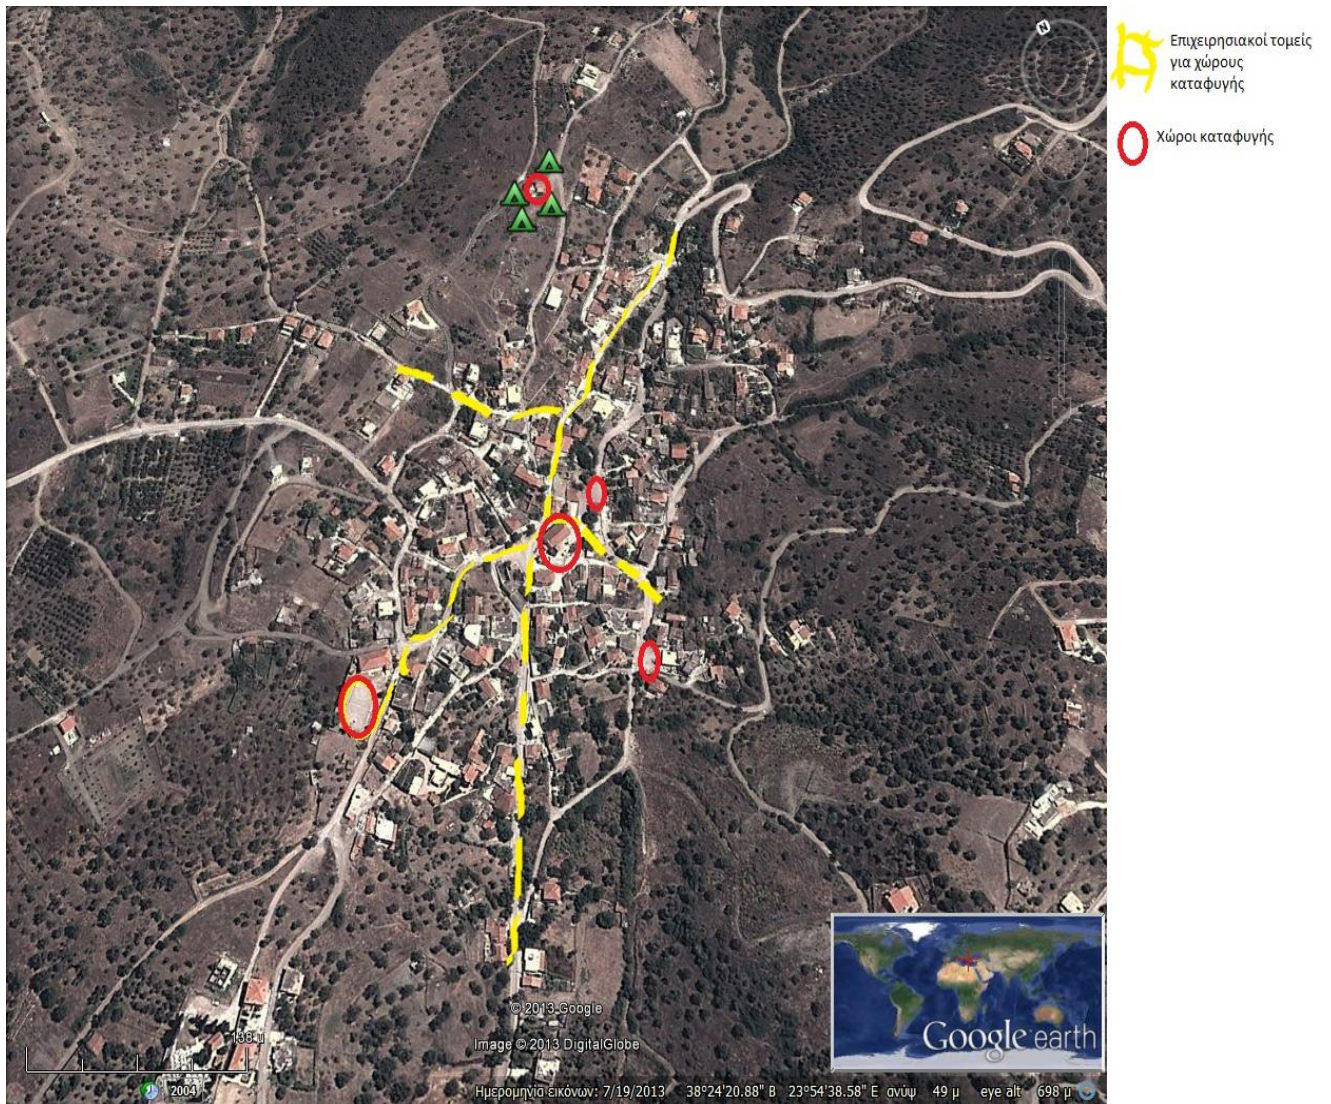 N
Επιχειρησιακοί τομείς
για χώρους
καταφυγής
Χώροι καταφυγής
Google earth
© 2013 Google
Image © 2013 DigitalGlobe
138 μ
2004
Ημερομηνία εικόνων: 7/19/2013 38°24'20.88" Β 23°54'38.58" Ε ανύψ 49 μ eye alt 698 μ